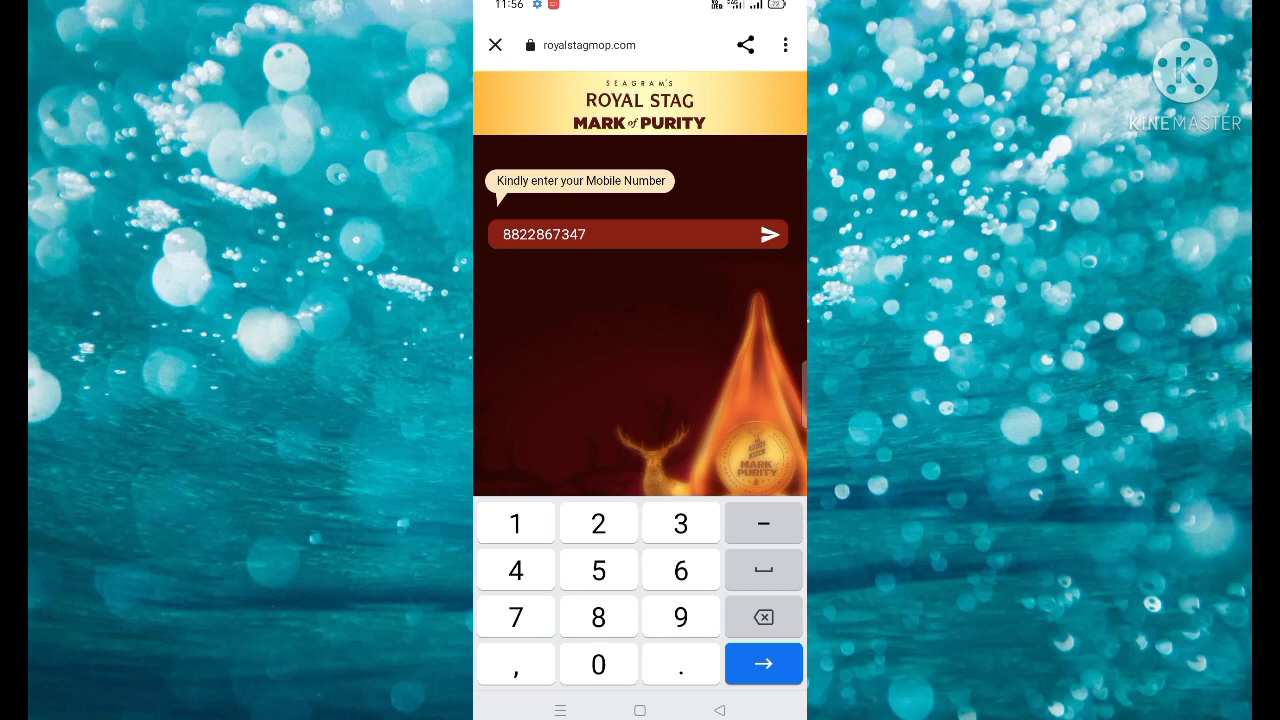 11:56
72
royalstagmop.com
SEAGRAM'S
ROYAL STAG
MARK of PURITY
Kindly enter your Mobile Number
8822867347
MARK of
PURITY
1 2 3 –
4 5 6
7 8 9
, 0 .
K
KINEMASTER